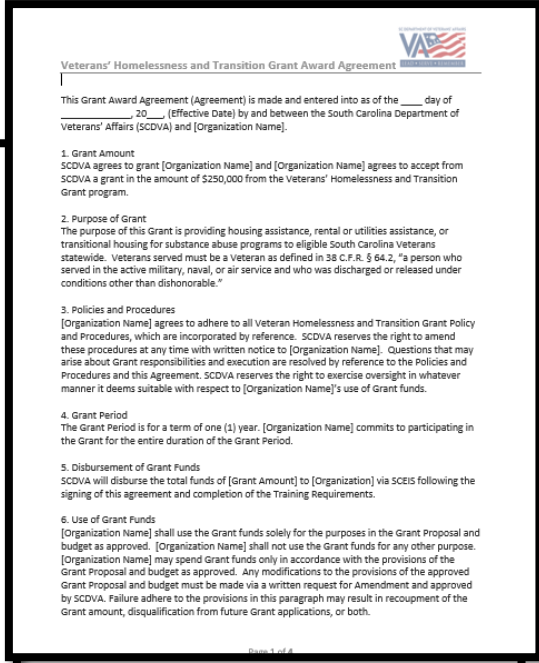 VA
Veterans' Homelessness and Transition Grant Award Agreement
This Grant Award Agreement (Agreement) is made and entered into as of the ____ day of
______________, 20___, (Effective Date) by and between the South Carolina Department of
Veterans' Affairs (SCDVA) and [Organization Name].
1. Grant Amount
SCDVA agrees to grant [Organization Name] and [Organization Name] agrees to accept from
SCDVA a grant in the amount of $250,000 from the Veterans' Homelessness and Transition
Grant program.
2. Purpose of Grant
The purpose of this Grant is providing housing assistance, rental or utilities assistance, or
transitional housing for substance abuse programs to eligible South Carolina Veterans
statewide.  Veterans served must be a Veteran as defined in 38 C.F.R. § 64.2, "a person who
served in the active military, naval, or air service and who was discharged or released under
conditions other than dishonorable."
3. Policies and Procedures
[Organization Name] agrees to adhere to all Veteran Homelessness and Transition Grant Policy
and Procedures, which are incorporated by reference.  SCDVA reserves the right to amend
these procedures at any time with written notice to [Organization Name].  Questions that may
arise about Grant responsibilities and execution are resolved by reference to the Policies and
Procedures and this Agreement. SCDVA reserves the right to exercise oversight in whatever
manner it deems suitable with respect to [Organization Name]'s use of Grant funds.
4. Grant Period
The Grant Period is for a term of one (1) year. [Organization Name] commits to participating in
the Grant for the entire duration of the Grant Period.
5. Disbursement of Grant Funds
SCDVA will disburse the total funds of [Grant Amount] to [Organization] via SCEIS following the
signing of this agreement and completion of the Training Requirements.
6. Use of Grant Funds
[Organization Name] shall use the Grant funds solely for the purposes in the Grant Proposal and
budget as approved.  [Organization Name] shall not use the Grant funds for any other purpose.
[Organization Name] may spend Grant funds only in accordance with the provisions of the
Grant Proposal and budget as approved.  Any modifications to the provisions of the approved
Grant Proposal and budget must be made via a written request for Amendment and approved
by SCDVA. Failure adhere to the provisions in this paragraph may result in recoupment of the
Grant amount, disqualification from future Grant applications, or both.
Page 1 of 4